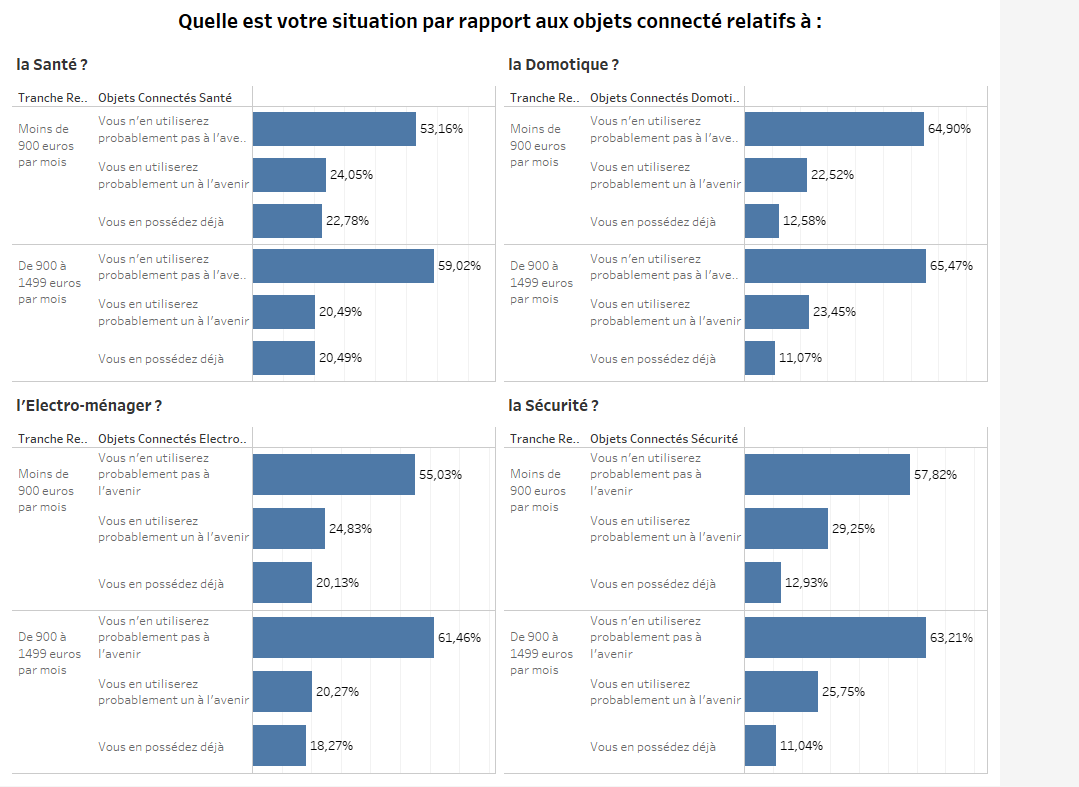 Quelle est votre situation par rapport aux objets connecté relatifs à :
la Santé ?
Tranche Re.. Objets Connectés Santé
Moins de
900 euros
par mois
Vous n’en utiliserez
probablement pas à l’ave..
53,16%
Vous en utiliserez
probablement un à l’avenir
24,05%
Vous en possédez déjà
22,78%
De 900 à
1499 euros
par mois
Vous n’en utiliserez
probablement pas à l’ave..
59,02%
Vous en utiliserez
probablement un à l’avenir
20,49%
Vous en possédez déjà
20,49%
la Domotique ?
Tranche Re.. Objets Connectés Domoti..
Moins de
900 euros
par mois
Vous n’en utiliserez
probablement pas à l’ave..
64,90%
Vous en utiliserez
probablement un à l’avenir
22,52%
Vous en possédez déjà
12,58%
De 900 à
1499 euros
par mois
Vous n’en utiliserez
probablement pas à l’ave..
65,47%
Vous en utiliserez
probablement un à l’avenir
23,45%
Vous en possédez déjà
11,07%
l’Electro-ménager ?
Tranche Re.. Objets Connectés Electro..
Moins de
900 euros
par mois
Vous n’en utiliserez
probablement pas à
l’avenir
55,03%
Vous en utiliserez
probablement un à l’avenir
24,83%
Vous en possédez déjà
20,13%
De 900 à
1499 euros
par mois
Vous n’en utiliserez
probablement pas à
l’avenir
61,46%
Vous en utiliserez
probablement un à l’avenir
20,27%
Vous en possédez déjà
18,27%
la Sécurité ?
Tranche Re.. Objets Connectés Sécurité
Moins de
900 euros
par mois
Vous n’en utiliserez
probablement pas à
l’avenir
57,82%
Vous en utiliserez
probablement un à l’avenir
29,25%
Vous en possédez déjà
12,93%
De 900 à
1499 euros
par mois
Vous n’en utiliserez
probablement pas à
l’avenir
63,21%
Vous en utiliserez
probablement un à l’avenir
25,75%
Vous en possédez déjà
11,04%